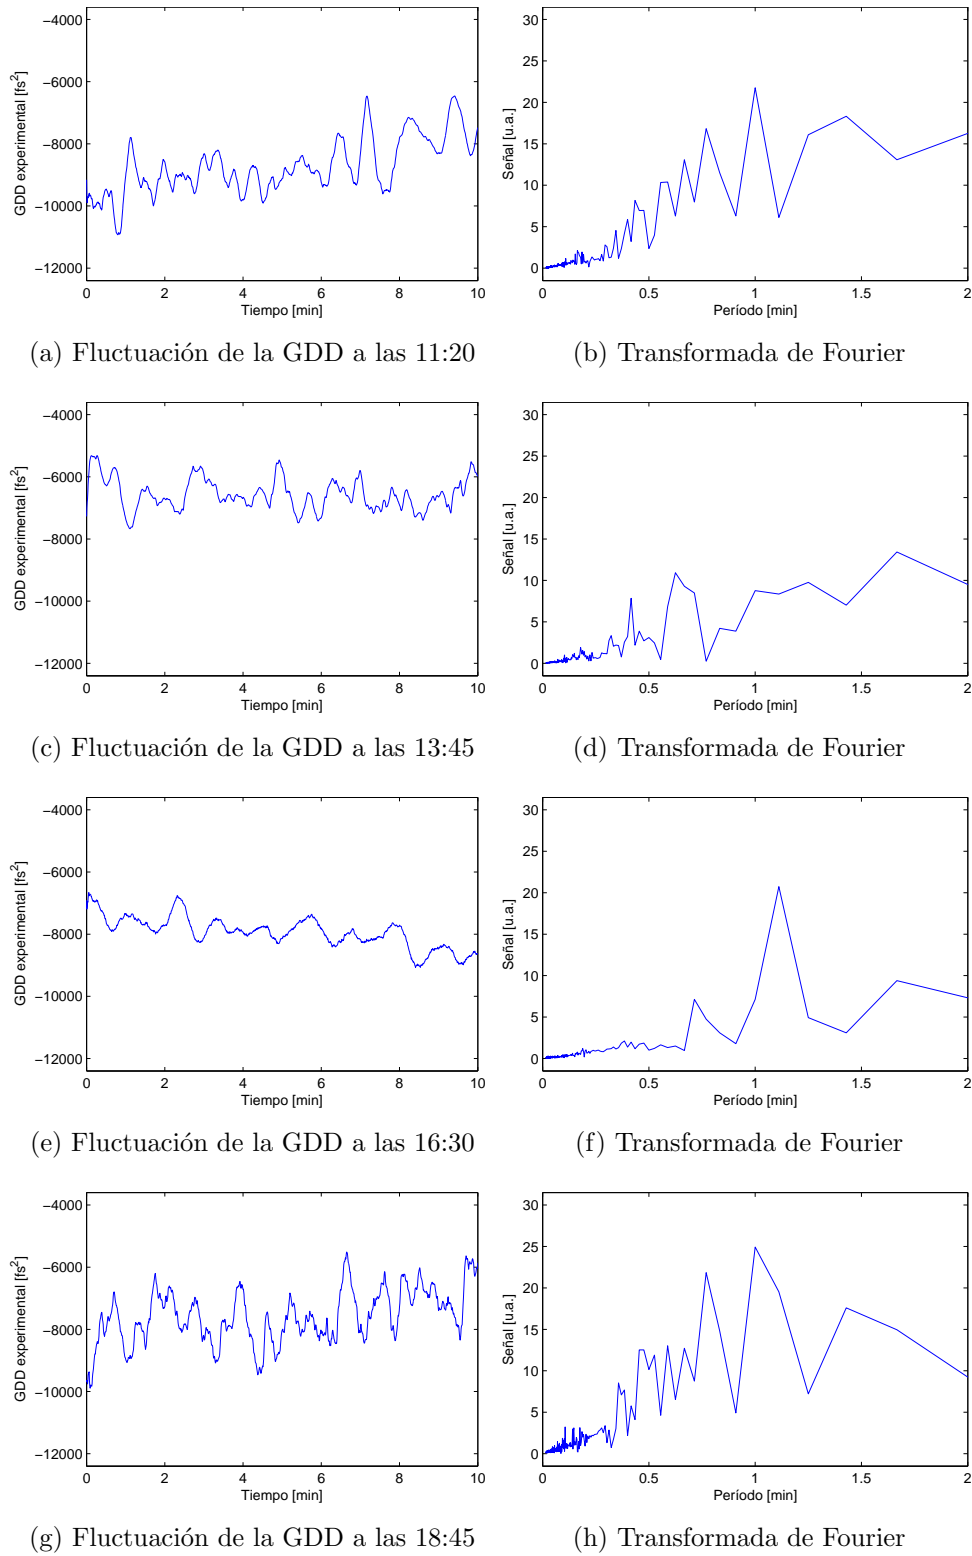 −4000
−6000
−8000
−10000
−12000
GDD experimental [fs²]
0 2 4 6 8 10
Tiempo [min]
30
25
20
15
10
5
0
Señal [u.a.]
0 0.5 1 1.5 2
Período [min]
(a) Fluctuación de la GDD a las 11:20
(b) Transformada de Fourier
−4000
−6000
−8000
−10000
−12000
GDD experimental [fs²]
0 2 4 6 8 10
Tiempo [min]
30
25
20
15
10
5
0
Señal [u.a.]
0 0.5 1 1.5 2
Período [min]
(c) Fluctuación de la GDD a las 13:45
(d) Transformada de Fourier
−4000
−6000
−8000
−10000
−12000
GDD experimental [fs²]
0 2 4 6 8 10
Tiempo [min]
30
25
20
15
10
5
0
Señal [u.a.]
0 0.5 1 1.5 2
Período [min]
(e) Fluctuación de la GDD a las 16:30
(f) Transformada de Fourier
−4000
−6000
−8000
−10000
−12000
GDD experimental [fs²]
0 2 4 6 8 10
Tiempo [min]
30
25
20
15
10
5
0
Señal [u.a.]
0 0.5 1 1.5 2
Período [min]
(g) Fluctuación de la GDD a las 18:45
(h) Transformada de Fourier